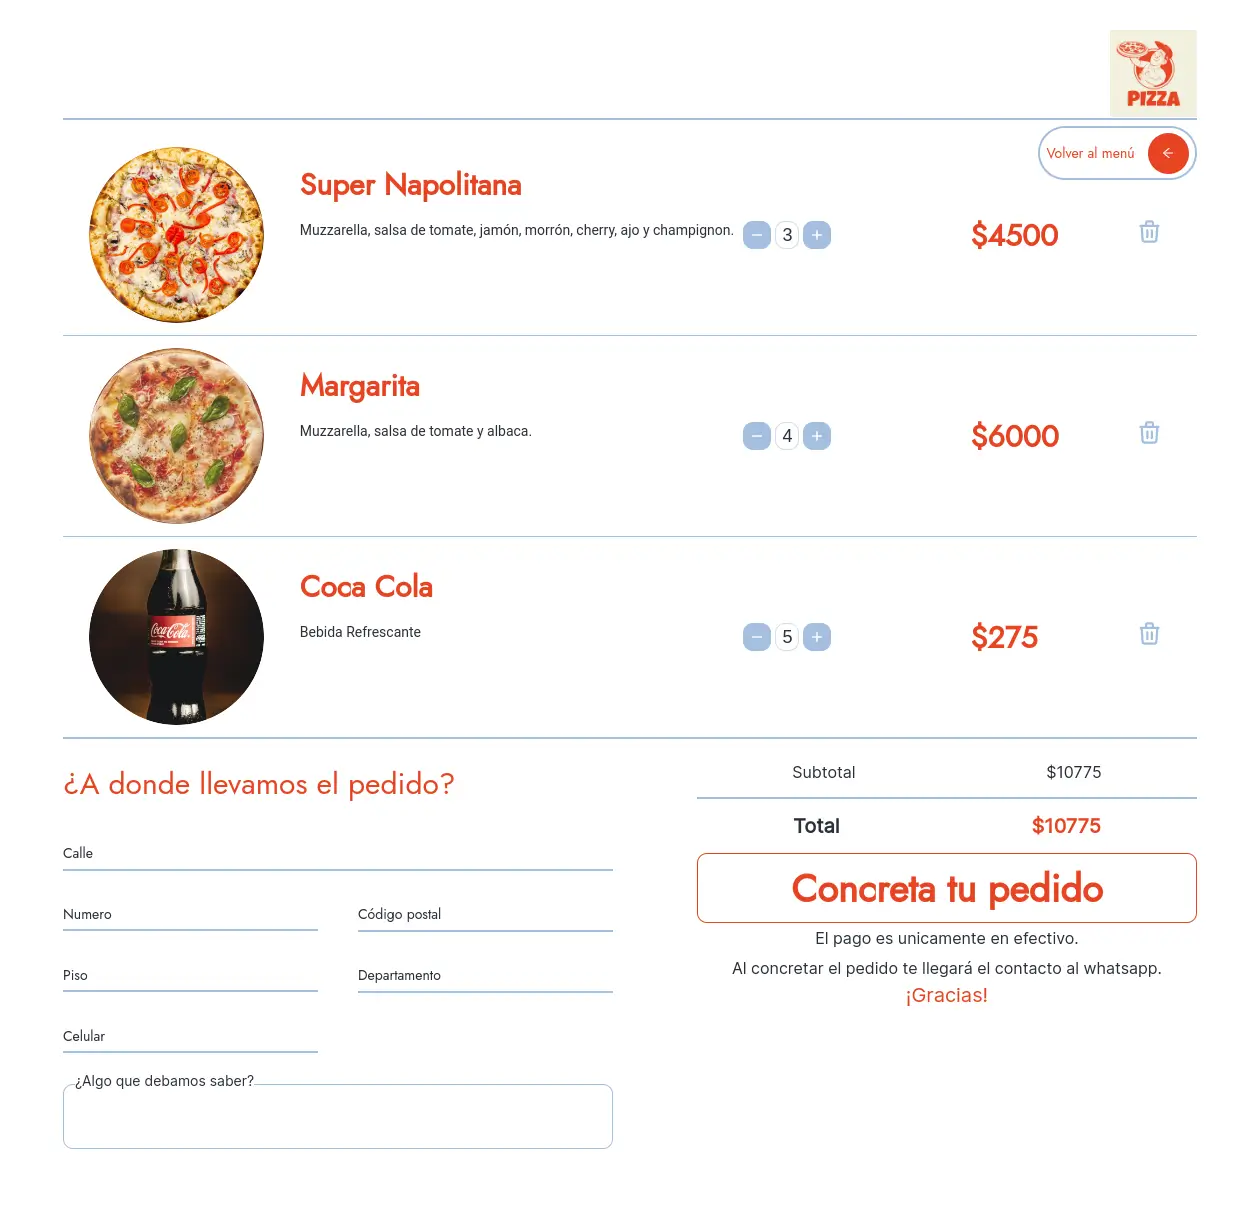 PIZZA
Volver al menú
Super Napolitana
Muzzarella, salsa de tomate, jamón, morrón, cherry, ajo y champignon.
3
$4500
Margarita
Muzzarella, salsa de tomate y albaca.
4
$6000
Coca Cola
Bebida Refrescante
Coca-Cola
5
$275
¿A donde llevamos el pedido?
Calle
Numero
Código postal
Piso
Departamento
Celular
¿Algo que debamos saber?
Subtotal
$10775
Total
$10775
Concreta tu pedido
El pago es unicamente en efectivo.
Al concretar el pedido te llegará el contacto al whatsapp.
¡Gracias!